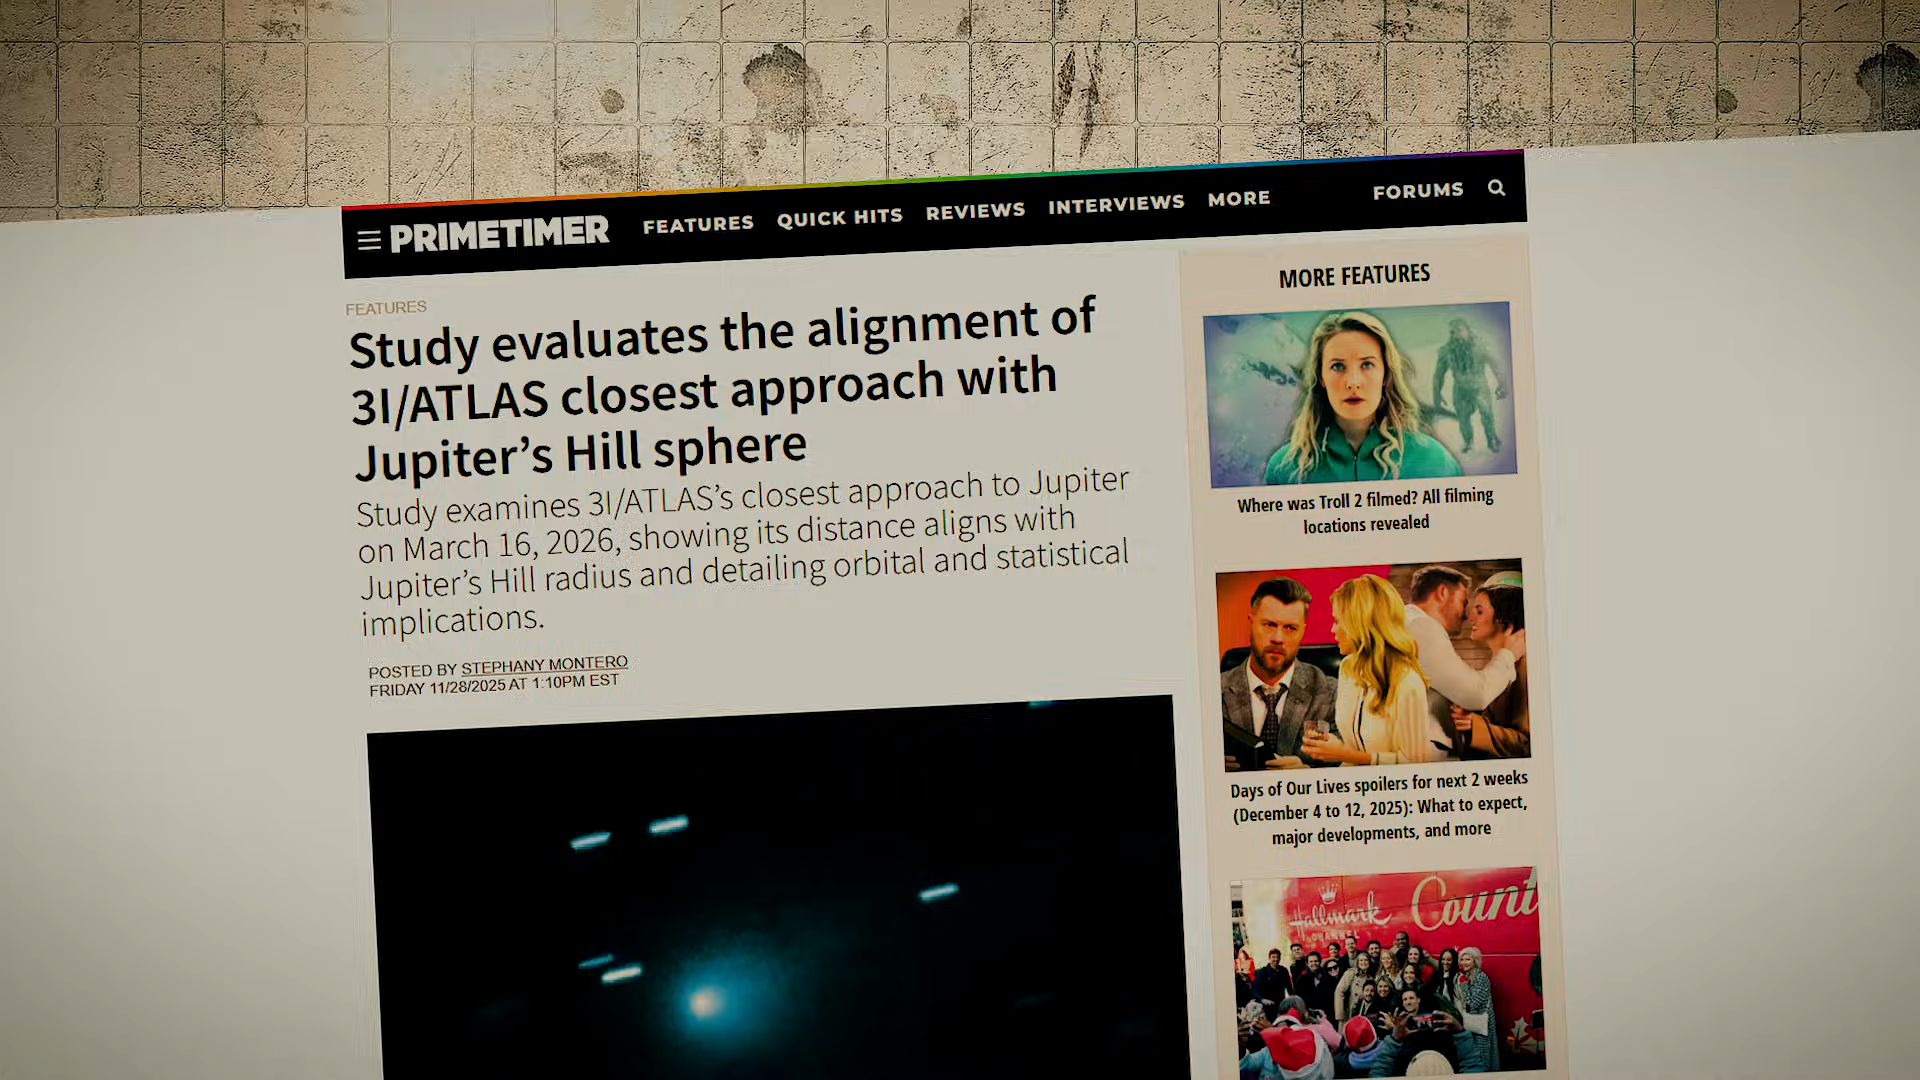 PRIMETIMER FEATURES QUICK HITS REVIEWS INTERVIEWS MORE FORUMS
FEATURES
Study evaluates the alignment of
3I/ATLAS closest approach with
Jupiter’s Hill sphere
Study examines 3I/ATLAS’s closest approach to Jupiter
on March 16, 2026, showing its distance aligns with
Jupiter’s Hill radius and detailing orbital and statistical
implications.
POSTED BY STEPHANY MONTERO
FRIDAY 11/28/2025 AT 1:10PM EST
MORE FEATURES
Where was Troll 2 filmed? All filming
locations revealed
Days of Our Lives spoilers for next 2 weeks
(December 4 to 12, 2025): What to expect,
major developments, and more
Hallmark
CHANNEL
Count